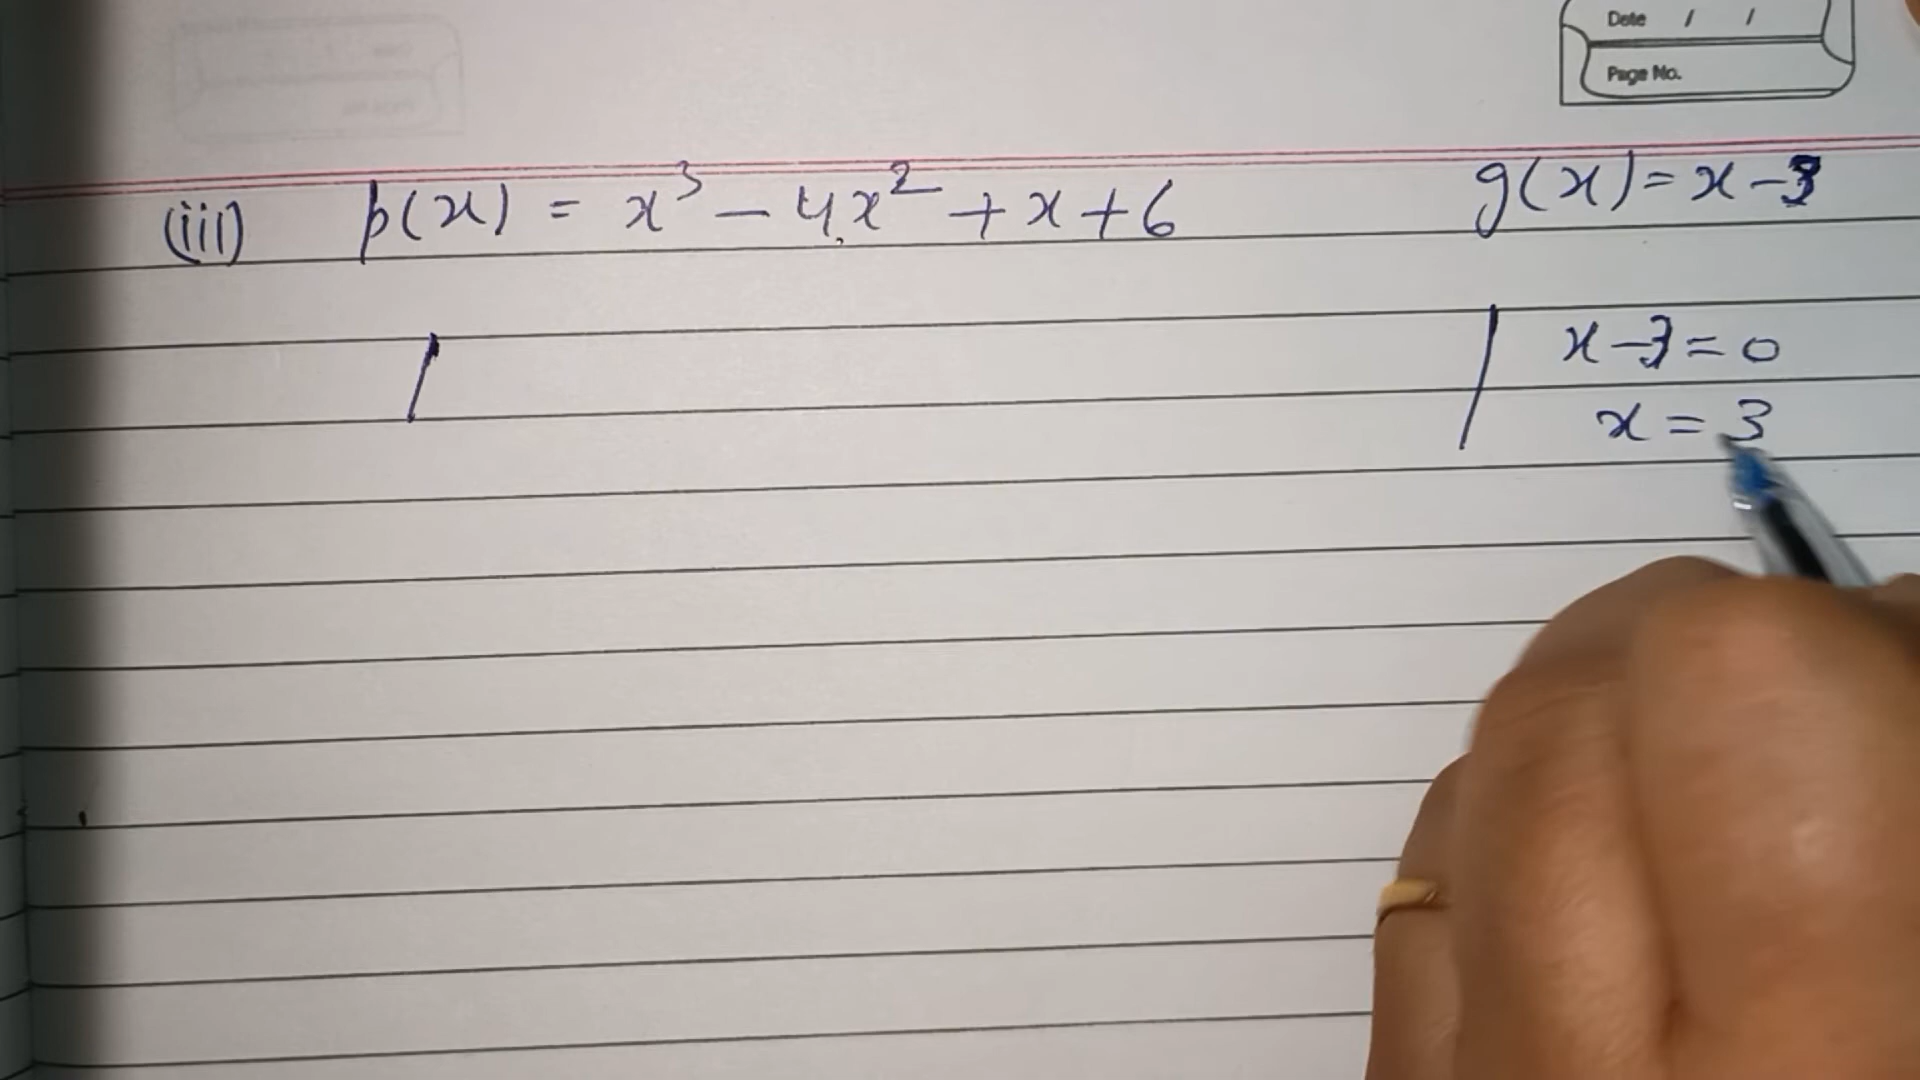 Date / /
Page No.
(iii) p(x) = x³ - 4x² + x + 6 g(x) = x - 3
x - 3 = 0
x = 3